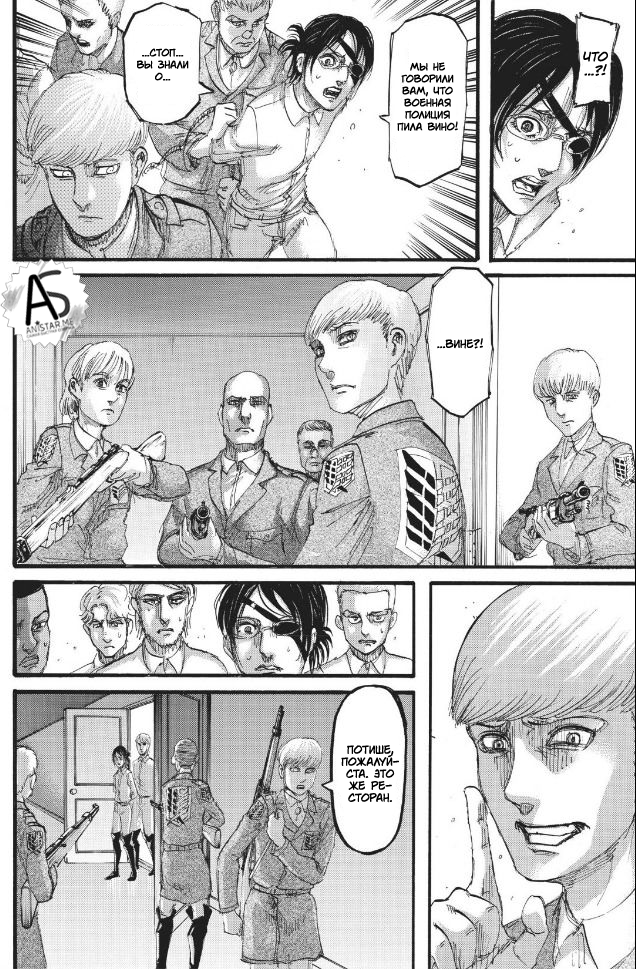 ЧТО
...?!
МЫ НЕ
ГОВОРИЛИ
ВАМ, ЧТО
ВОЕННАЯ
ПОЛИЦИЯ
ПИЛА ВИНО!
...СТОП...
ВЫ ЗНАЛИ
О...
...ВИНЕ?!
ПОТИШЕ,
ПОЖАЛУЙ-
СТА. ЭТО
ЖЕ РЕ-
СТОРАН.
AS
ANISTAR.ME